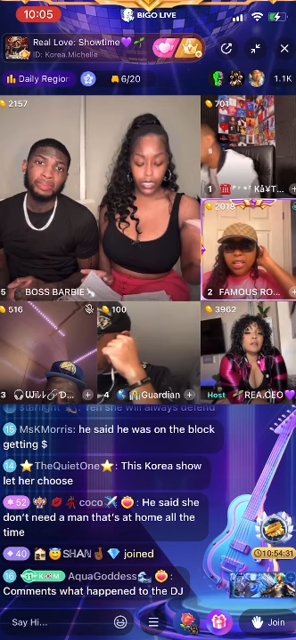 10:05
BIGO LIVE
Real Love: Showtime💜🌱
ID: Korea.Michelle
Daily Region
6/20
1.1K
2157
701
1
2018
5 BOSS BARBIE
2 FAMOUS RO...
516
100
3962
3
4 Guardian
Host REA.CEO
15 MsKMorris: he said he was on the block
getting $
14 ⭐TheQuietOne⭐: This Korea show
let her choose
52 coco : He said she
don't need a man that's at home all the
time
40 SHAN joined
16 AquaGoddess🌊 :
Comments what happened to the DJ
10:54:31
Say Hi...
Join